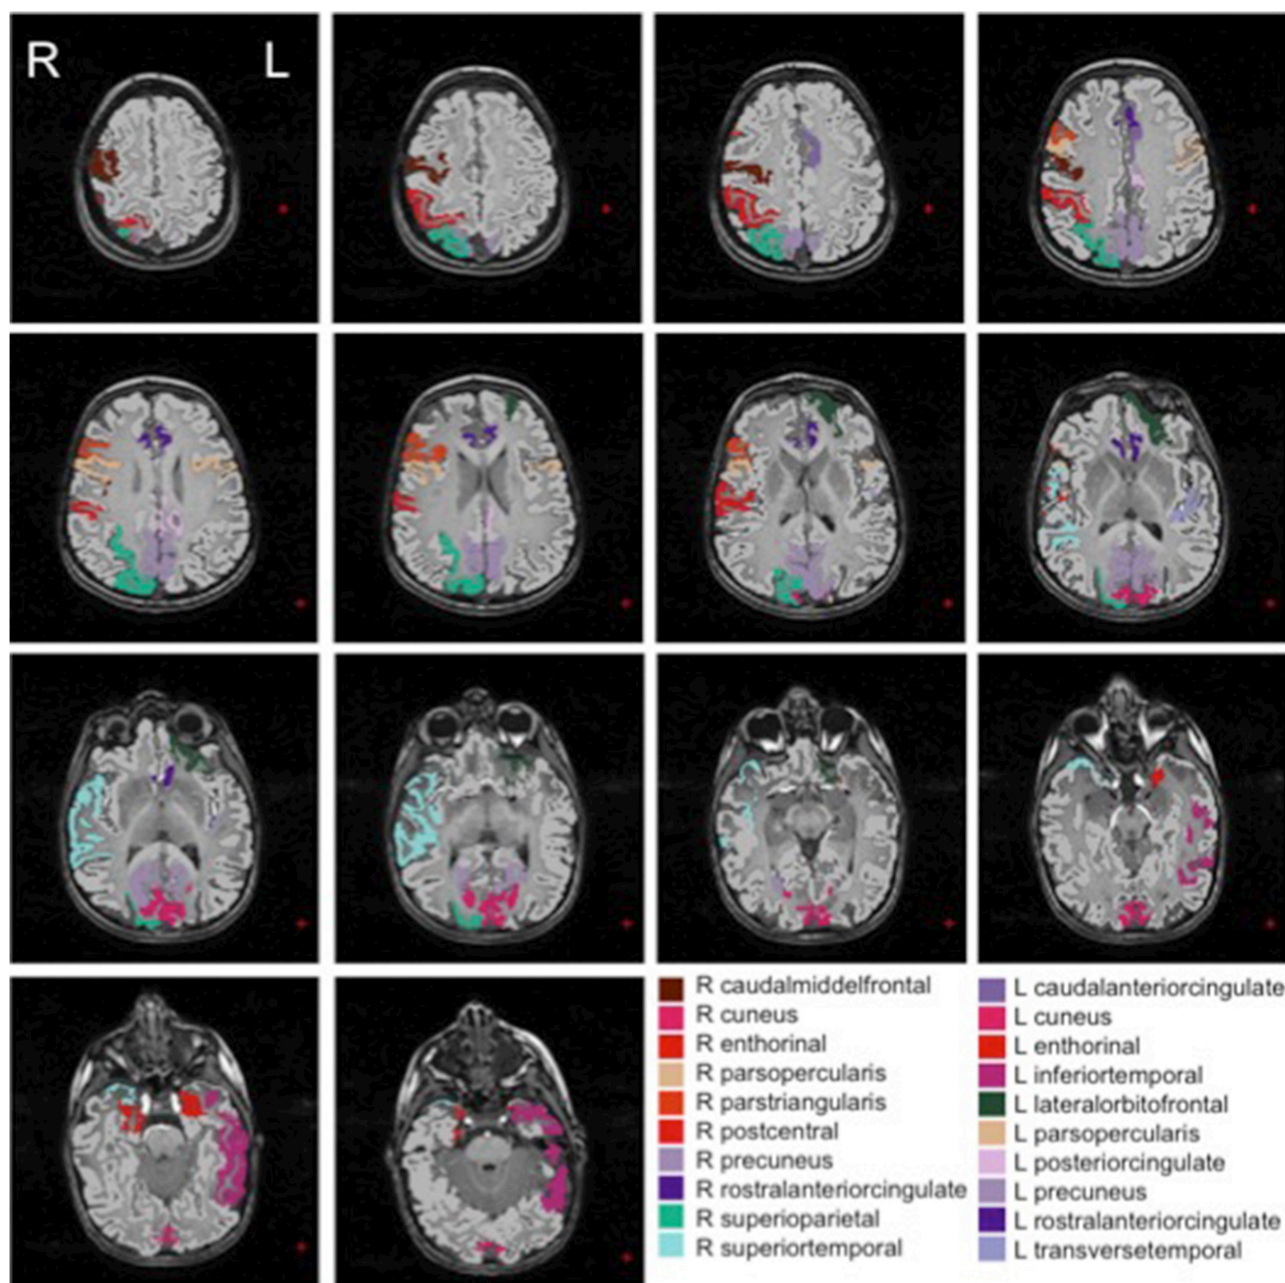 R L
R caudalmiddelfrontal
R cuneus
R enthorinal
R parsopercularis
R parstriangularis
R postcentral
R precuneus
R rostralanteriorcingulate
R superioparietal
R superiortemporal
L caudalanteriorcingulate
L cuneus
L enthorinal
L inferiortemporal
L lateralorbitofrontal
L parsopercularis
L posteriorcingulate
L precuneus
L rostralanteriorcingulate
L transversetemporal